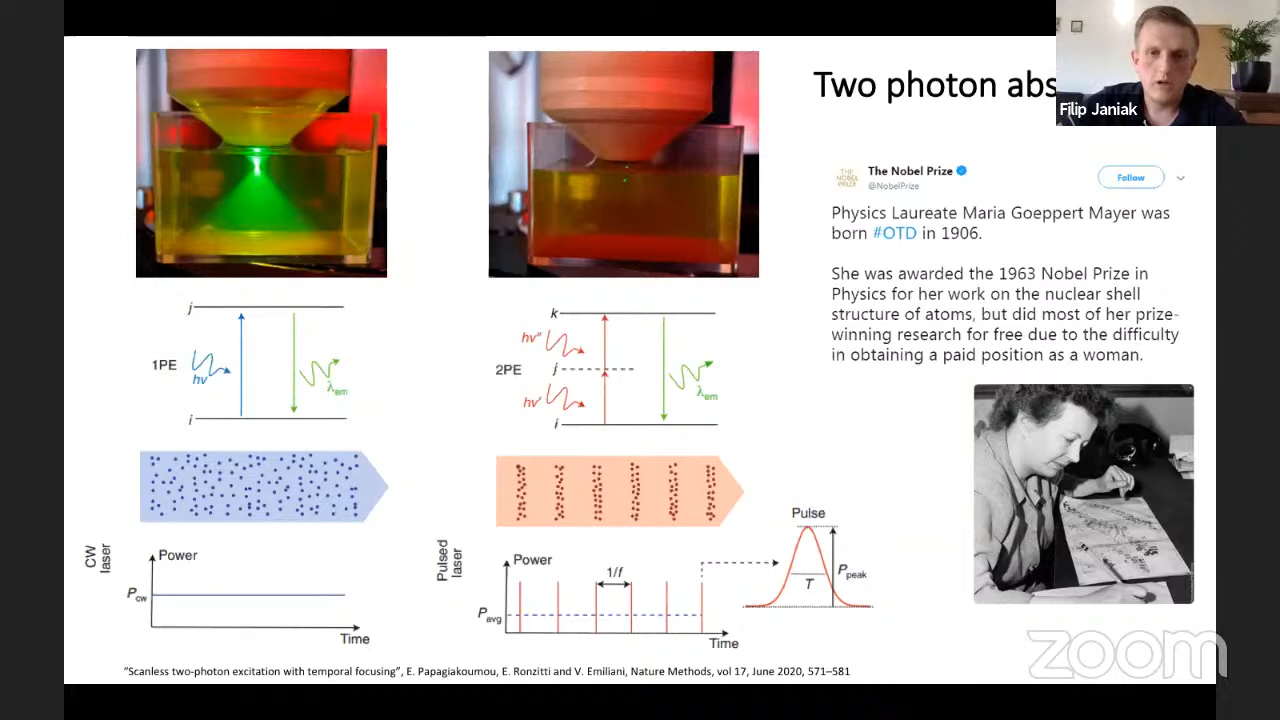 Two photon abs
Filip Janiak
THE NOBEL PRIZE
The Nobel Prize
@NobelPrize
Follow
Physics Laureate Maria Goeppert Mayer was
born #OTD in 1906.
She was awarded the 1963 Nobel Prize in
Physics for her work on the nuclear shell
structure of atoms, but did most of her prize-
winning research for free due to the difficulty
in obtaining a paid position as a woman.
j
1PE
hν
λem
i
k
hν"
2PE
j
hν'
λem
i
CW
laser
Power
Pcw
Time
Pulsed
laser
Power
1/f
Pavg
Time
Pulse
Ppeak
T
"Scanless two-photon excitation with temporal focusing", E. Papagiakoumou, E. Ronzitti and V. Emiliani, Nature Methods, vol 17, June 2020, 571–581
zoom